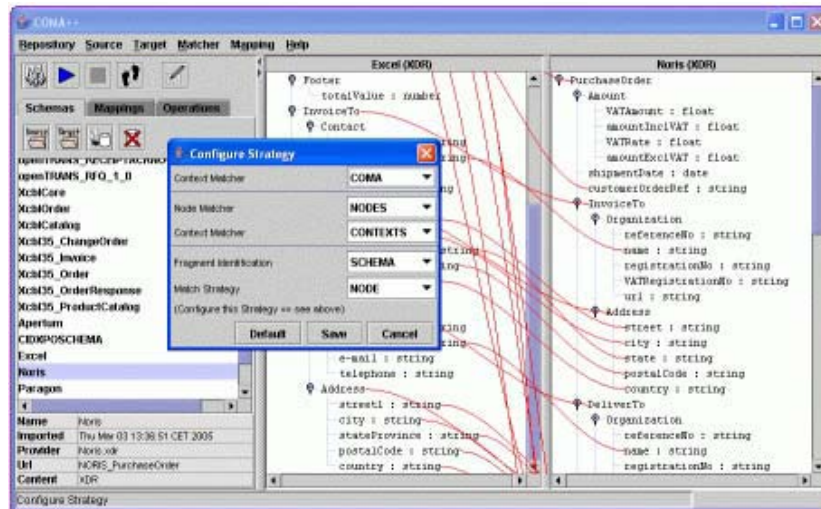 COMA++
Repository Source Target Matcher Mapping Help
Schemas Mappings Operations
openTRANS_RFQ_1_0
XcblCore
XcblOrder
XcblCatalog
Xcbl35_ChangeOrder
Xcbl35_Invoice
Xcbl35_Order
Xcbl35_OrderResponse
Xcbl35_ProductCatalog
Apertum
CIDXPOSCHEMA
Excel
Noris
Paragon
Name Noris
Imported Thu Mar 03 13:36:51 CET 2005
Provider Noris.xdr
Url NORIS_PurchaseOrder
Content XDR
Configure Strategy
Excel (XDR)
Footer
totalValue : number
InvoiceTo
Contact
string
e-mail : string
telephone : string
Address
street1 : string
city : string
stateProvince : string
postalCode : string
country : string
Configure Strategy
Context Matcher COMA
Node Matcher NODES
Context Matcher CONTEXTS
Fragment Identification SCHEMA
Match Strategy NODE
(Configure this Strategy == see above)
Default Save Cancel
Noris (XDR)
PurchaseOrder
Amount
VATAmount : float
amountInclVAT : float
VATRate : float
amountExclVAT : float
shipmentDate : date
customerOrderRef : string
InvoiceTo
Organization
referenceNo : string
name : string
registrationNo : string
VATRegistrationNo : string
url : string
Address
street : string
city : string
state : string
postalCode : string
country : string
DeliverTo
Organization
referenceNo : string
name : string
registrationNo : string